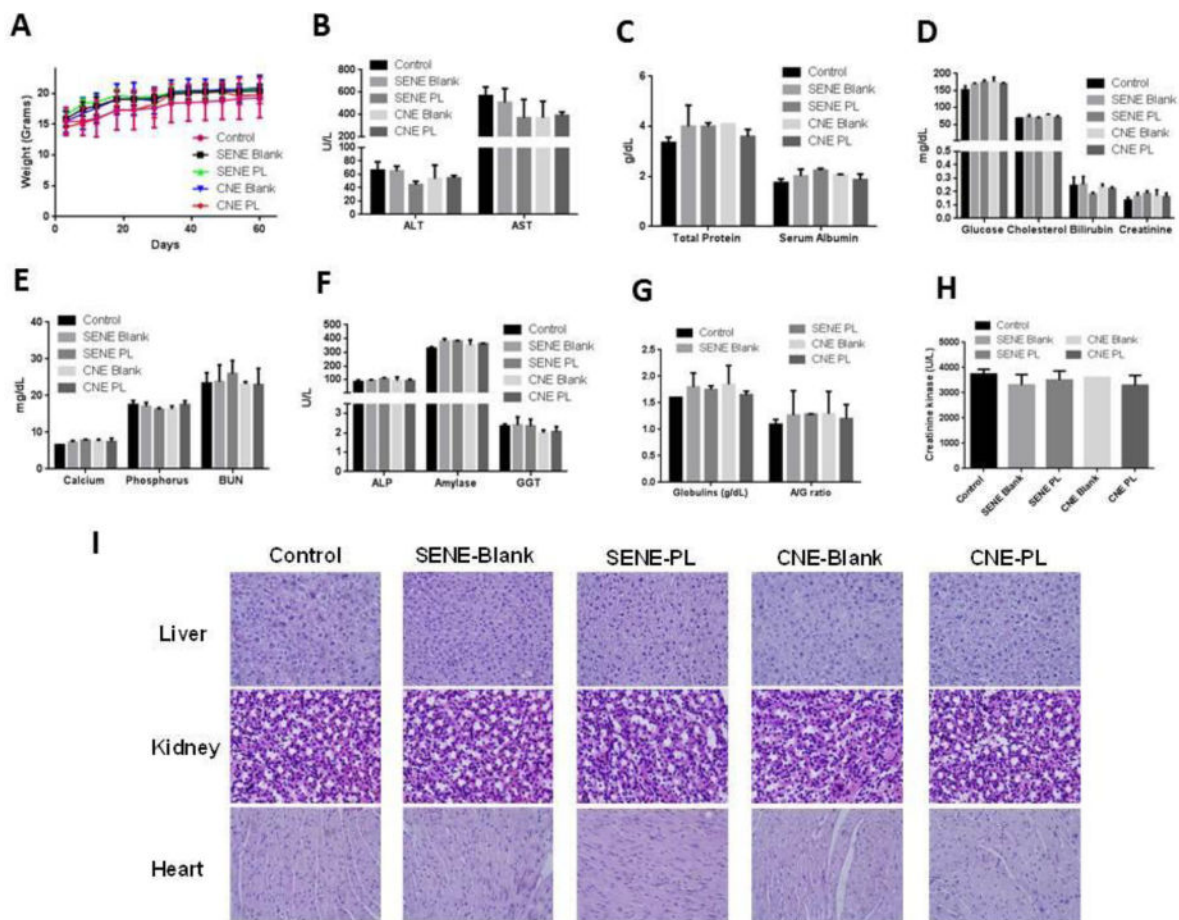 A
Weight (Grams)
20
15
10
0
0
20
40
60
Days
Control
SENE Blank
SENE PL
CNE Blank
CNE PL
B
U/L
800
600
400
200
100
80
60
40
20
0
ALT
AST
Control
SENE Blank
SENE PL
CNE Blank
CNE PL
C
g/dL
6
4
2
0
Total Protein
Serum Albumin
Control
SENE Blank
SENE PL
CNE Blank
CNE PL
D
mg/dL
200
150
100
50
0.5
0.4
0.3
0.2
0.1
0.0
Glucose Cholesterol Bilirubin Creatinine
Control
SENE Blank
SENE PL
CNE Blank
CNE PL
E
mg/dL
40
30
20
10
0
Calcium
Phosphorus
BUN
Control
SENE Blank
SENE PL
CNE Blank
CNE PL
F
U/L
500
400
300
200
100
0
3
2
1
0
ALP
Amylase
GGT
Control
SENE Blank
SENE PL
CNE Blank
CNE PL
G
2.5
2.0
1.5
1.0
0.5
0.0
Globulins (g/dL)
A/G ratio
Control
SENE Blank
SENE PL
CNE Blank
CNE PL
H
Creatinine kinase (U/L)
5000
4000
3000
2000
1000
0
Control
SENE Blank
SENE PL
CNE Blank
CNE PL
Control
SENE Blank
SENE PL
CNE Blank
CNE PL
I
Control SENE-Blank SENE-PL CNE-Blank CNE-PL
Liver
Kidney
Heart